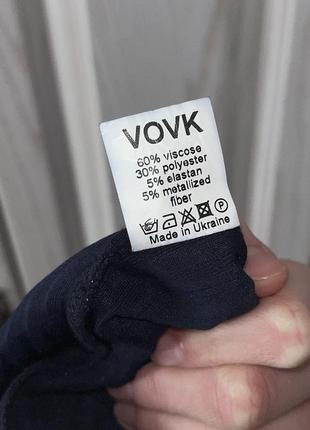 VOVK
60% viscose
30% polyester
5% elastan
5% metallized
fiber
P
Made in Ukraine